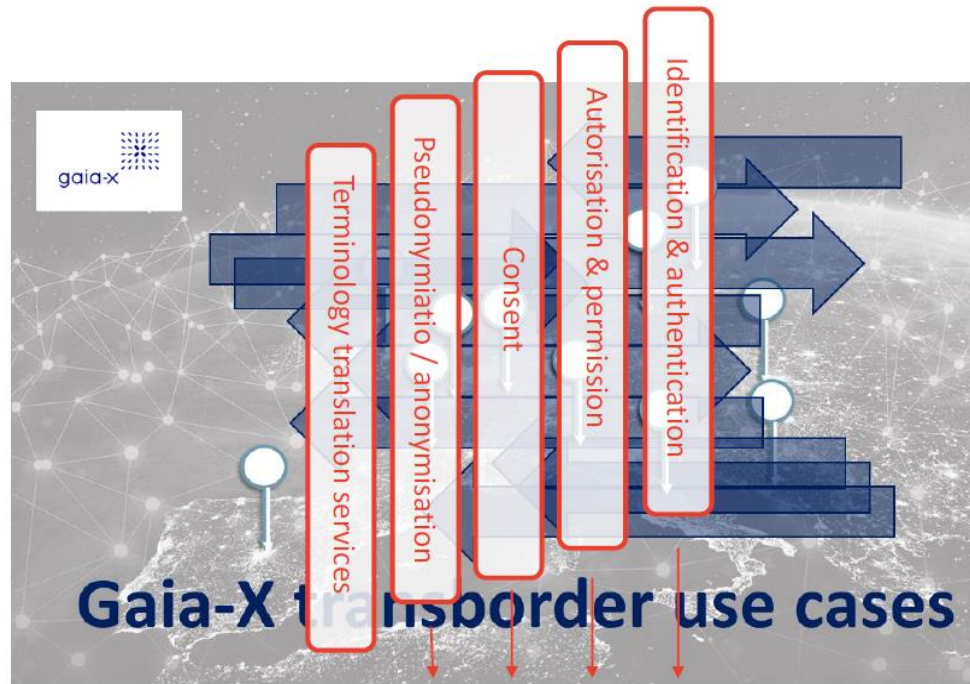 gaia-x
Terminology translation services
Pseudonymiatio / anonymisation
Consent
Autorisation & permission
Identification & authentication
Gaia-X transborder use cases